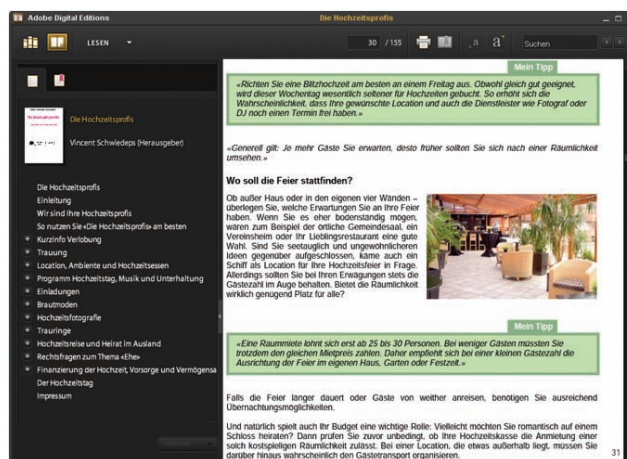 Adobe Digital Editions
Die Hochzeitsprofis
LESEN
30 / 155
a a
Suchen
Die Hochzeitsprofis
Vincent Schwiedeps (Herausgeber)
Die Hochzeitsprofis
Einleitung
Wir sind Ihre Hochzeitsprofis
So nutzen Sie «Die Hochzeitsprofis» am besten
Kurzinfo Verlobung
Trauung
Location, Ambiente und Hochzeitsessen
Programm Hochzeitstag, Musik und Unterhaltung
Einladungen
Brautmoden
Hochzeitsfotografie
Trauringe
Hochzeitsreise und Heirat im Ausland
Rechtsfragen zum Thema «Ehe»
Finanzierung der Hochzeit, Vorsorge und Vermögensa
Der Hochzeitstag
Impressum
Mein Tipp
«Richten Sie eine Blitzhochzeit am besten an einem Freitag aus. Obwohl gleich gut geeignet,
wird dieser Wochentag wesentlich seltener für Hochzeiten gebucht. So erhöht sich die
Wahrscheinlichkeit, dass Ihre gewünschte Location und auch die Dienstleister wie Fotograf oder
DJ noch einen Termin frei haben.»
«Generell gilt: Je mehr Gäste Sie erwarten, desto früher sollten Sie sich nach einer Räumlichkeit
umsehen.»
Wo soll die Feier stattfinden?
Ob außer Haus oder in den eigenen vier Wänden –
überlegen Sie, welche Erwartungen Sie an Ihre Feier
haben. Wenn Sie es eher bodenständig mögen,
wären zum Beispiel der örtliche Gemeindesaal, ein
Vereinsheim oder Ihr Lieblingsrestaurant eine gute
Wahl. Sind Sie seetauglich und ungewöhnlicheren
Ideen gegenüber aufgeschlossen, käme auch ein
Schiff als Location für Ihre Hochzeitsfeier in Frage.
Allerdings sollten Sie bei Ihren Erwägungen stets die
Gästezahl im Auge behalten. Bietet die Räumlichkeit
wirklich genügend Platz für alle?
Mein Tipp
«Eine Raummiete lohnt sich erst ab 25 bis 30 Personen. Bei weniger Gästen müssten Sie
trotzdem den gleichen Mietpreis zahlen. Daher empfiehlt sich bei einer kleinen Gästezahl die
Ausrichtung der Feier im eigenen Haus, Garten oder Festzelt.»
Falls die Feier länger dauert oder Gäste von weither anreisen, benötigen Sie ausreichend
Übernachtungsmöglichkeiten.
Und natürlich spielt auch Ihr Budget eine wichtige Rolle: Vielleicht möchten Sie romantisch auf einem
Schloss heiraten? Dann prüfen Sie zuvor unbedingt, ob Ihre Hochzeitskasse die Anmietung einer
solch kostspieligen Räumlichkeit zulässt. Bei einer Location, die etwas außerhalb liegt, müssen Sie
darüber hinaus wahrscheinlich den Gästetransport organisieren.
31